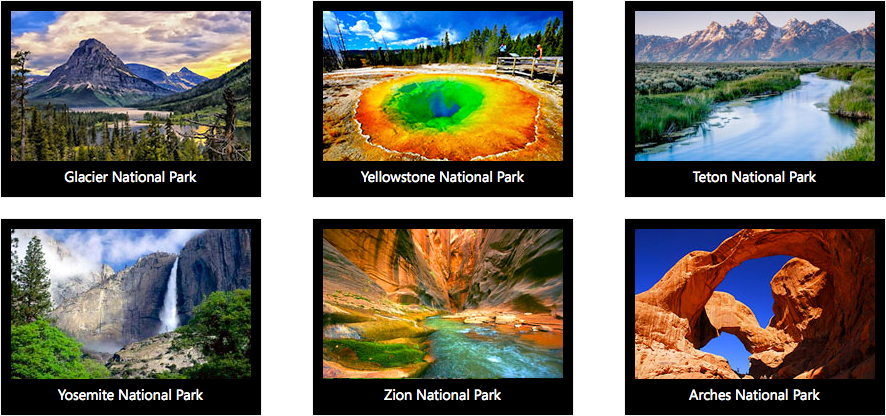 Glacier National Park
Yellowstone National Park
Teton National Park
Yosemite National Park
Zion National Park
Arches National Park